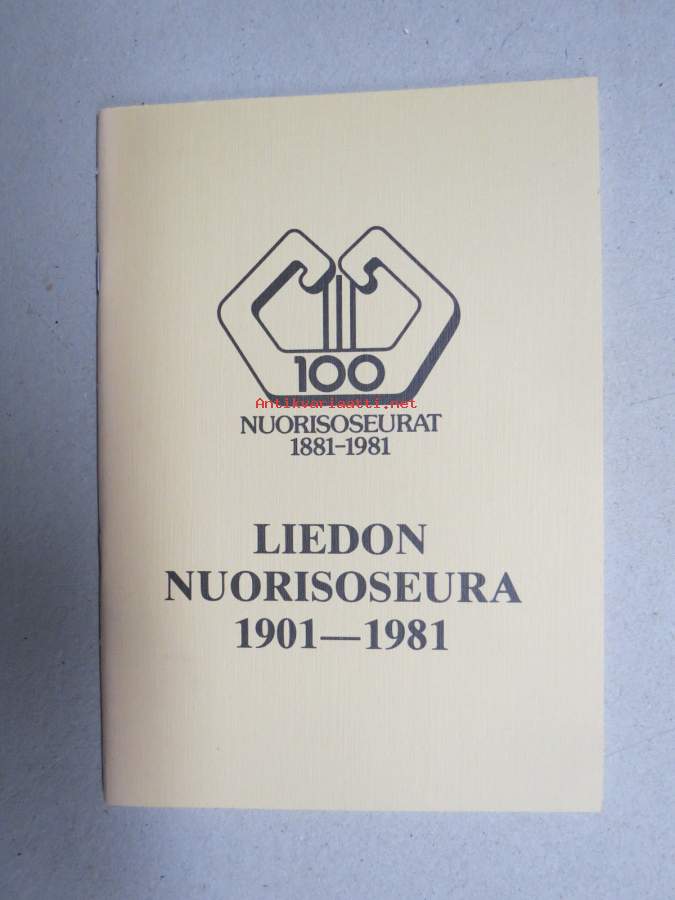 100
Antikvariaatti.net
NUORISOSEURAT
1881-1981
LIEDON
NUORISOSEURA
1901—1981